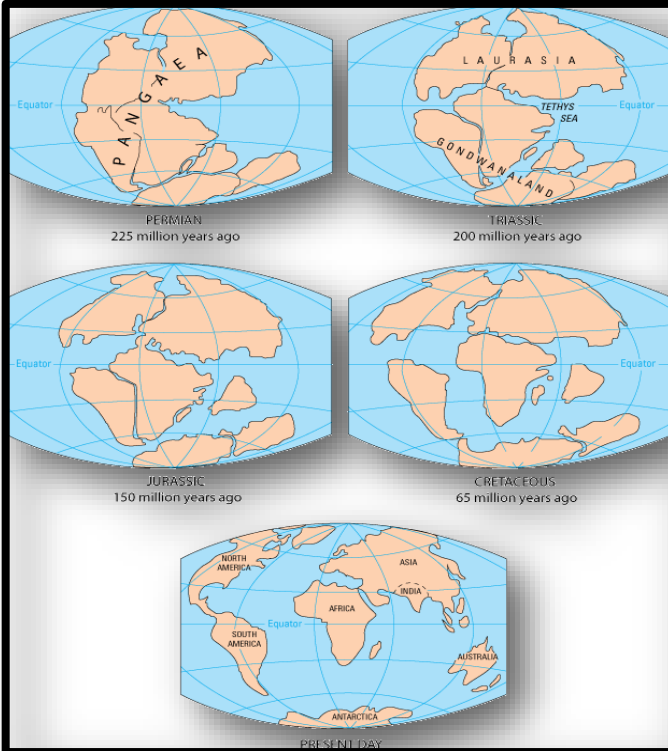 PANGAEA
Equator
PERMIAN
225 million years ago
LAURASIA
TETHYS
SEA
Equator
GONDWANALAND
TRIASSIC
200 million years ago
Equator
JURASSIC
150 million years ago
Equator
CRETACEOUS
65 million years ago
NORTH
AMERICA
ASIA
INDIA
AFRICA
Equator
SOUTH
AMERICA
AUSTRALIA
ANTARCTICA
PRESENT DAY